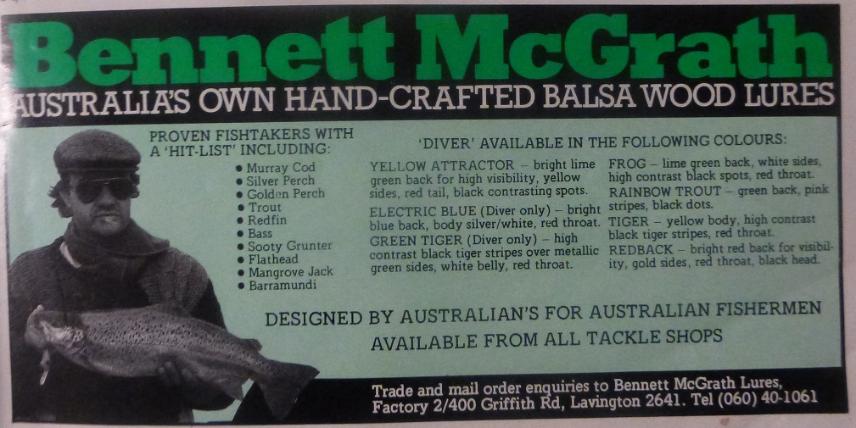 Bennett McGrath
AUSTRALIA'S OWN HAND-CRAFTED BALSA WOOD LURES
PROVEN FISHTAKERS WITH
A 'HIT-LIST' INCLUDING:
• Murray Cod
• Silver Perch
• Golden Perch
• Trout
• Redfin
• Bass
• Sooty Grunter
• Flathead
• Mangrove Jack
• Barramundi
'DIVER' AVAILABLE IN THE FOLLOWING COLOURS:
YELLOW ATTRACTOR – bright lime
green back for high visibility, yellow
sides, red tail, black contrasting spots.
ELECTRIC BLUE (Diver only) – bright
blue back, body silver/white, red throat.
GREEN TIGER (Diver only) – high
contrast black tiger stripes over metallic
green sides, white belly, red throat.
FROG – lime green back, white sides,
high contrast black spots, red throat.
RAINBOW TROUT – green back, pink
stripes, black dots.
TIGER – yellow body, high contrast
black tiger stripes, red throat.
REDBACK – bright red back for visibil-
ity, gold sides, red throat, black head.
DESIGNED BY AUSTRALIAN'S FOR AUSTRALIAN FISHERMEN
AVAILABLE FROM ALL TACKLE SHOPS
Trade and mail order enquiries to Bennett McGrath Lures,
Factory 2/400 Griffith Rd, Lavington 2641. Tel (060) 40-1061